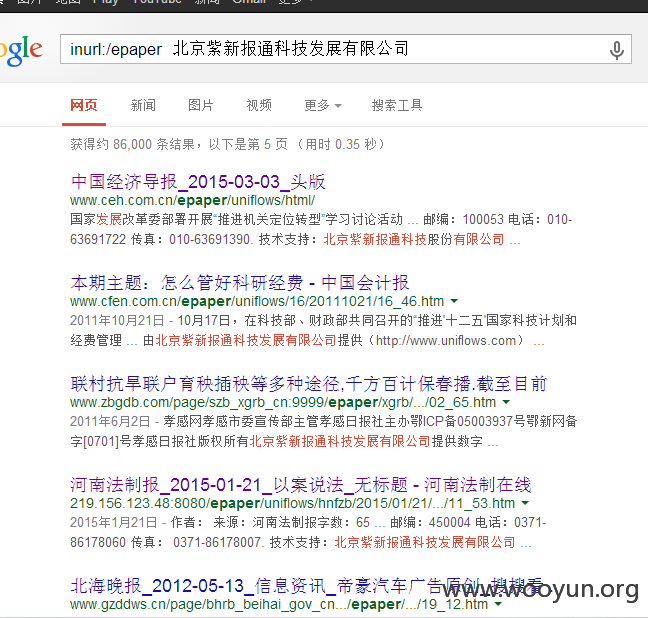 图片 地图 Play YouTube 新闻 Gmail 更多
ogle
inurl:/epaper 北京紫新报通科技发展有限公司
网页 新闻 图片 视频 更多 搜索工具
获得约 86,000 条结果，以下是第 5 页 （用时 0.35 秒）
中国经济导报_2015-03-03_头版
www.ceh.com.cn/epaper/uniflows/html/
国家发展改革委部署开展“推进机关定位转型”学习讨论活动 ... 邮编：100053 电话：010-
63691722 传真：010-63691390. 技术支持：北京紫新报通科技股份有限公司 ...
本期主题：怎么管好科研经费 - 中国会计报
www.cfen.com.cn/epaper/uniflows/16/20111021/16_46.htm
2011年10月21日 - 10月17日，在科技部、财政部共同召开的“推进'十二五'国家科技计划和
经费管理 ... 由北京紫新报通科技发展有限公司提供（http://www.uniflows.com） ...
联村抗旱联户育秧插秧等多种途径,千方百计保春播.截至目前
www.zbgdb.com/page/szb_xgrb_cn:9999/epaper/xgrb/.../02_65.htm
2011年6月2日 - 孝感网孝感市委宣传部主管孝感日报社主办鄂ICP备05003937号鄂新网备
字[0701]号孝感日报社版权所有北京紫新报通科技发展有限公司提供数字 ...
河南法制报_2015-01-21_以案说法_无标题 - 河南法制在线
219.156.123.48:8080/epaper/uniflows/hnfzb/2015/01/21/.../11_53.htm
2015年1月21日 - 作者： 来源：河南法制报字数：65 ... 邮编：450004 电话：0371-
86178060 传真： 0371-86178007. 技术支持：北京紫新报通科技发展有限公司 ...
北海晚报_2012-05-13_信息资讯_帝豪汽车广告原创_搜搜看
www.gzddws.cn/page/bhrb_beihai_gov_cn.../epaper/.../19_12.htm
www.wooyun.org